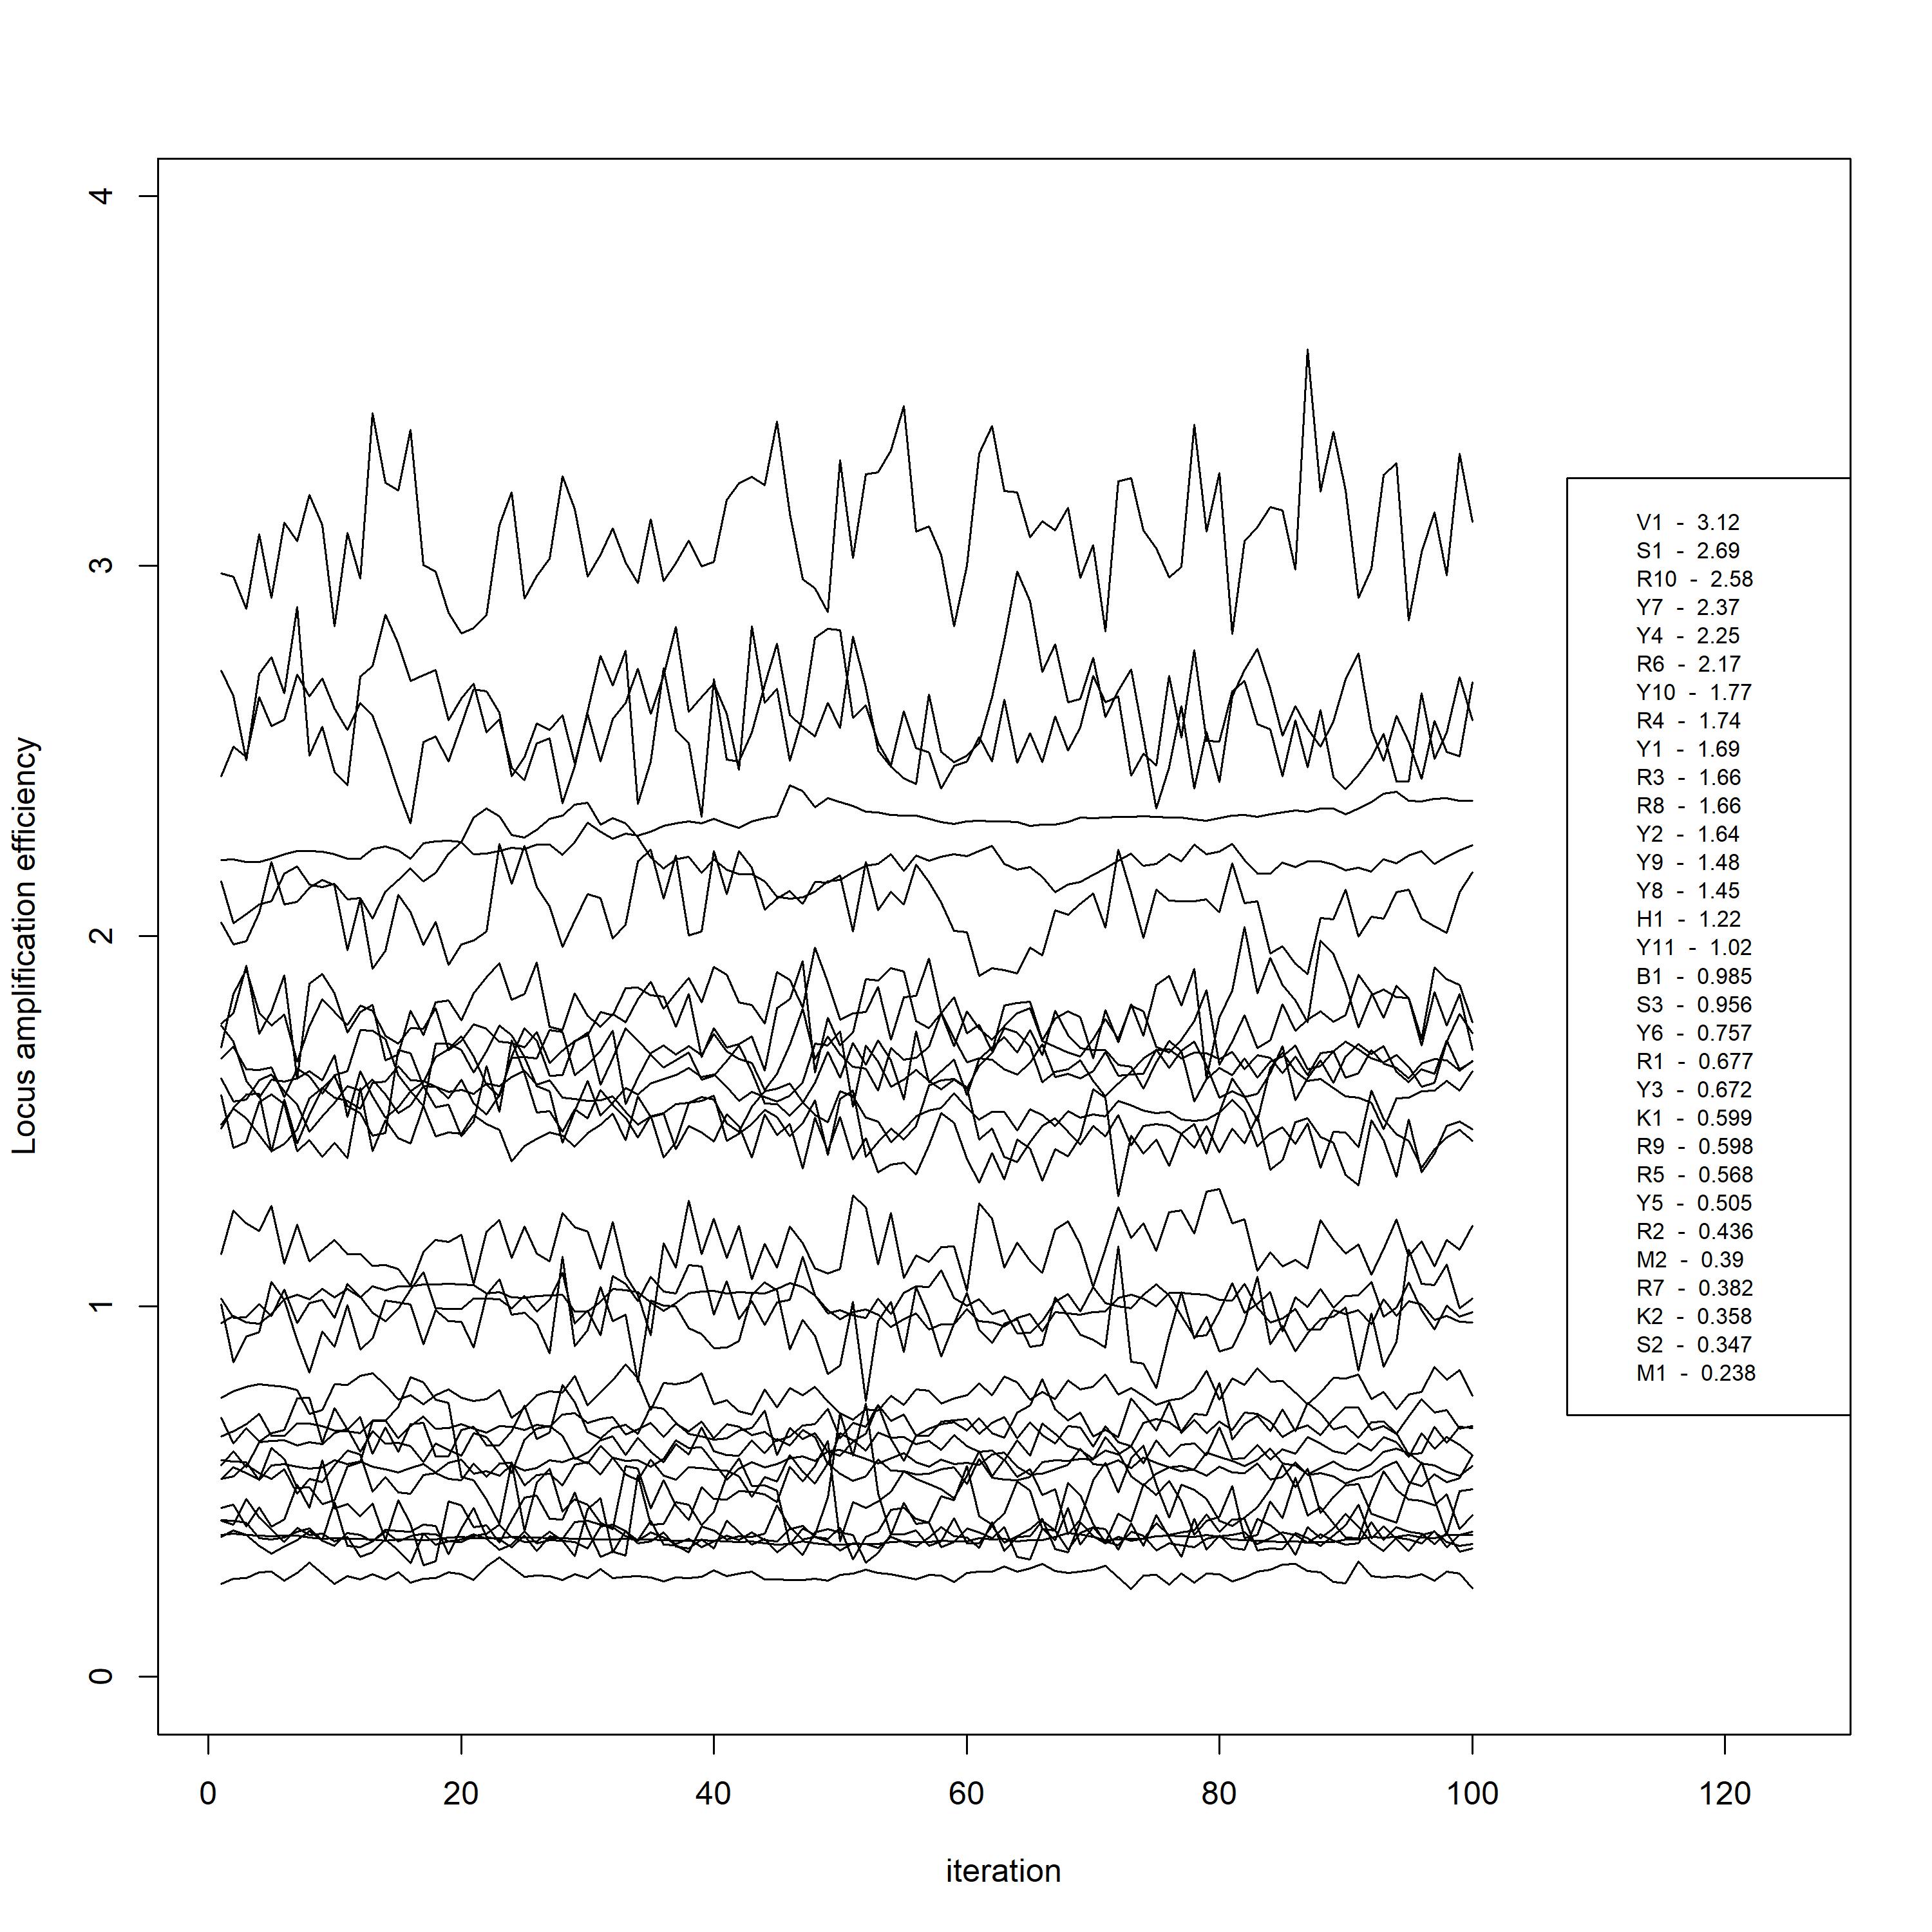 Locus amplification efficiency
4
3
2
1
0
V1 - 3.12
S1 - 2.69
R10 - 2.58
Y7 - 2.37
Y4 - 2.25
R6 - 2.17
Y10 - 1.77
R4 - 1.74
Y1 - 1.69
R3 - 1.66
R8 - 1.66
Y2 - 1.64
Y9 - 1.48
Y8 - 1.45
H1 - 1.22
Y11 - 1.02
B1 - 0.985
S3 - 0.956
Y6 - 0.757
R1 - 0.677
Y3 - 0.672
K1 - 0.599
R9 - 0.598
R5 - 0.568
Y5 - 0.505
R2 - 0.436
M2 - 0.39
R7 - 0.382
K2 - 0.358
S2 - 0.347
M1 - 0.238
0 20 40 60 80 100 120
iteration